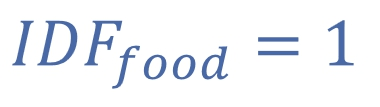 IDF_food = 1